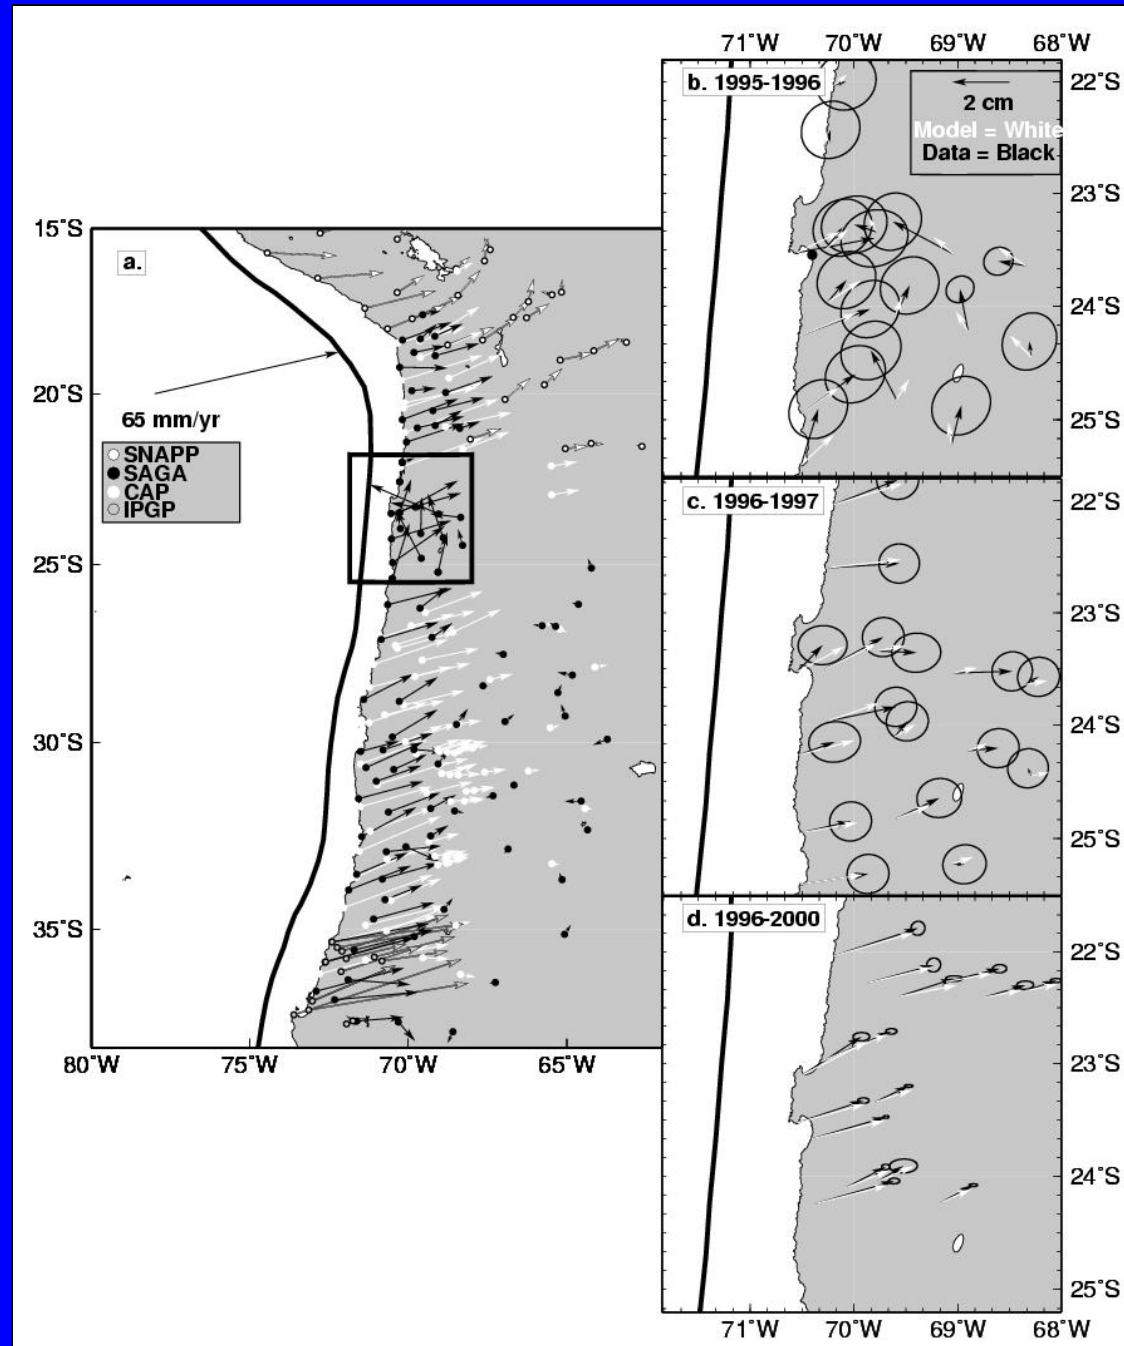 71°W 70°W 69°W 68°W
b. 1995-1996
22°S
2 cm
Model = White
Data = Black
23°S
24°S
25°S
15°S
a.
20°S
65 mm/yr
SNAPP
SAGA
CAP
IPGP
25°S
30°S
35°S
80°W 75°W 70°W 65°W
c. 1996-1997
22°S
23°S
24°S
25°S
d. 1996-2000
22°S
23°S
24°S
25°S
71°W 70°W 69°W 68°W